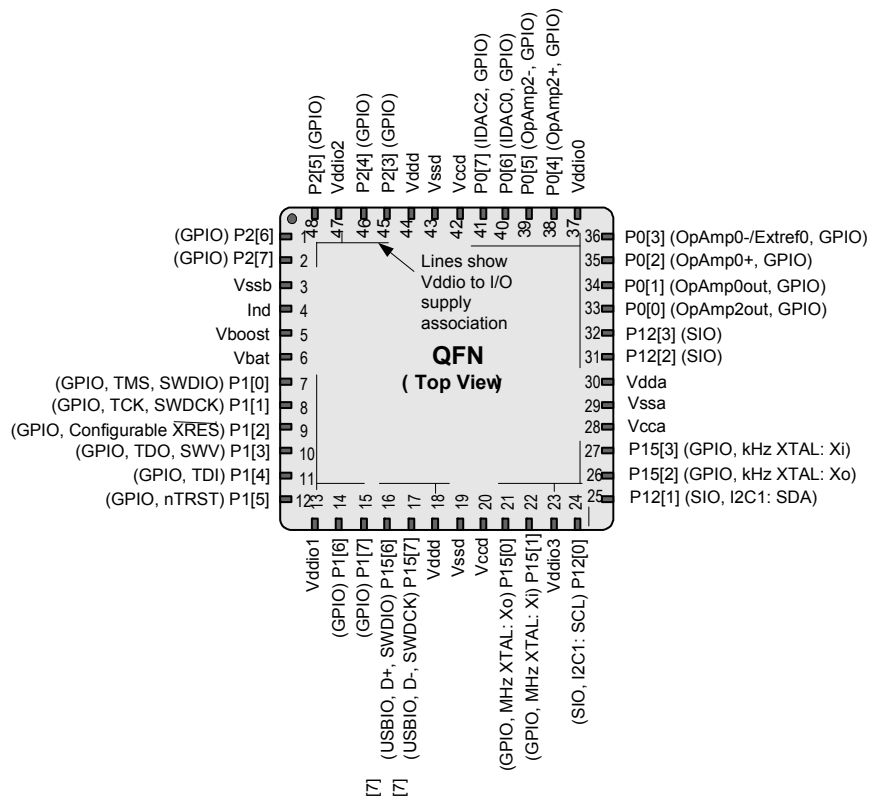 P2[5] (GPIO)
Vddio2
P2[4] (GPIO)
P2[3] (GPIO)
Vddd
Vssd
Vccd
P0[7] (IDAC2, GPIO)
P0[6] (IDAC0, GPIO)
P0[5] (OpAmp2-, GPIO)
P0[4] (OpAmp2+, GPIO)
Vddio0
48
47
46
45
44
43
42
41
40
39
38
37
(GPIO) P2[6] 1
(GPIO) P2[7] 2
Vssb 3
Ind 4
Vboost 5
Vbat 6
(GPIO, TMS, SWDIO) P1[0] 7
(GPIO, TCK, SWDCK) P1[1] 8
(GPIO, Configurable XRES) P1[2] 9
(GPIO, TDO, SWV) P1[3] 10
(GPIO, TDI) P1[4] 11
(GPIO, nTRST) P1[5] 12
Lines show
Vddio to I/O
supply
association
QFN
( Top View)
36 P0[3] (OpAmp0-/Extref0, GPIO)
35 P0[2] (OpAmp0+, GPIO)
34 P0[1] (OpAmp0out, GPIO)
33 P0[0] (OpAmp2out, GPIO)
32 P12[3] (SIO)
31 P12[2] (SIO)
30 Vdda
29 Vssa
28 Vcca
27 P15[3] (GPIO, kHz XTAL: Xi)
26 P15[2] (GPIO, kHz XTAL: Xo)
25 P12[1] (SIO, I2C1: SDA)
13
14
15
16
17
18
19
20
21
22
23
24
Vddio1
(GPIO) P1[6]
(GPIO) P1[7]
(USBIO, D+, SWDIO) P15[6]
(USBIO, D-, SWDCK) P15[7]
Vddd
Vssd
Vccd
(GPIO, MHz XTAL: Xo) P15[0]
(GPIO, MHz XTAL: Xi) P15[1]
Vddio3
(SIO, I2C1: SCL) P12[0]
[7]
[7]